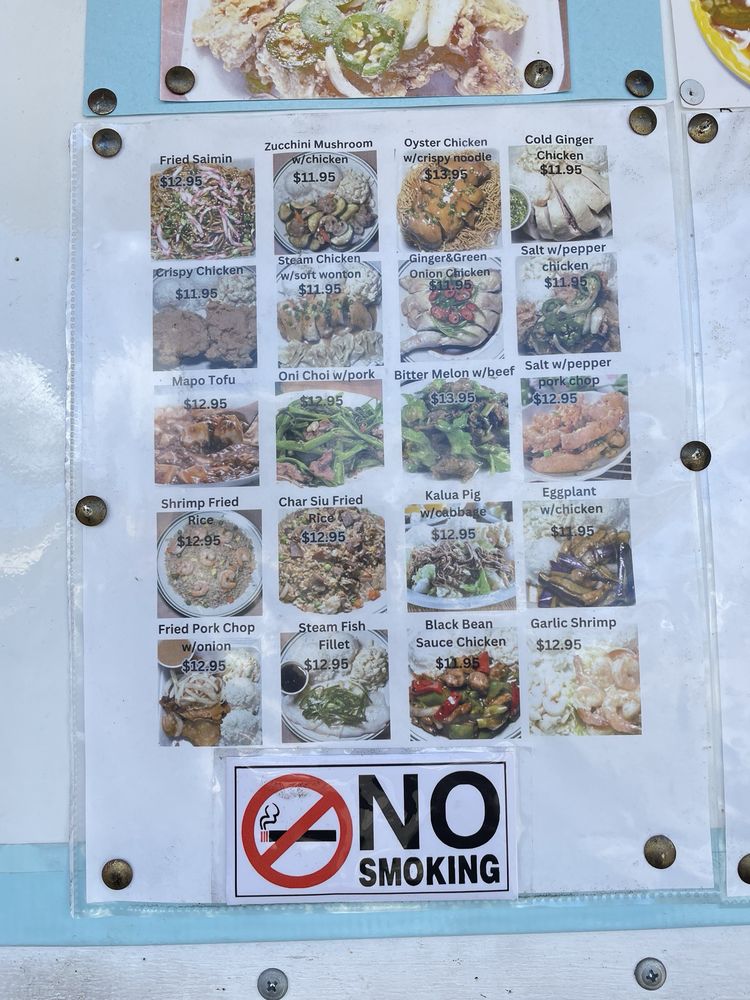 Fried Saimin
$12.95
Zucchini Mushroom
w/chicken
$11.95
Oyster Chicken
w/crispy noodle
$13.95
Cold Ginger
Chicken
$11.95
Crispy Chicken
$11.95
Steam Chicken
w/soft wonton
$11.95
Ginger&Green
Onion Chicken
$11.95
Salt w/pepper
chicken
$11.95
Mapo Tofu
$12.95
Oni Choi w/pork
$12.95
Bitter Melon w/beef
$13.95
Salt w/pepper
pork chop
$12.95
Shrimp Fried
Rice
$12.95
Char Siu Fried
Rice
$12.95
Kalua Pig
w/cabbage
$12.95
Eggplant
w/chicken
$11.95
Fried Pork Chop
w/onion
$12.95
Steam Fish
Fillet
$12.95
Black Bean
Sauce Chicken
$11.95
Garlic Shrimp
$12.95
NO
SMOKING